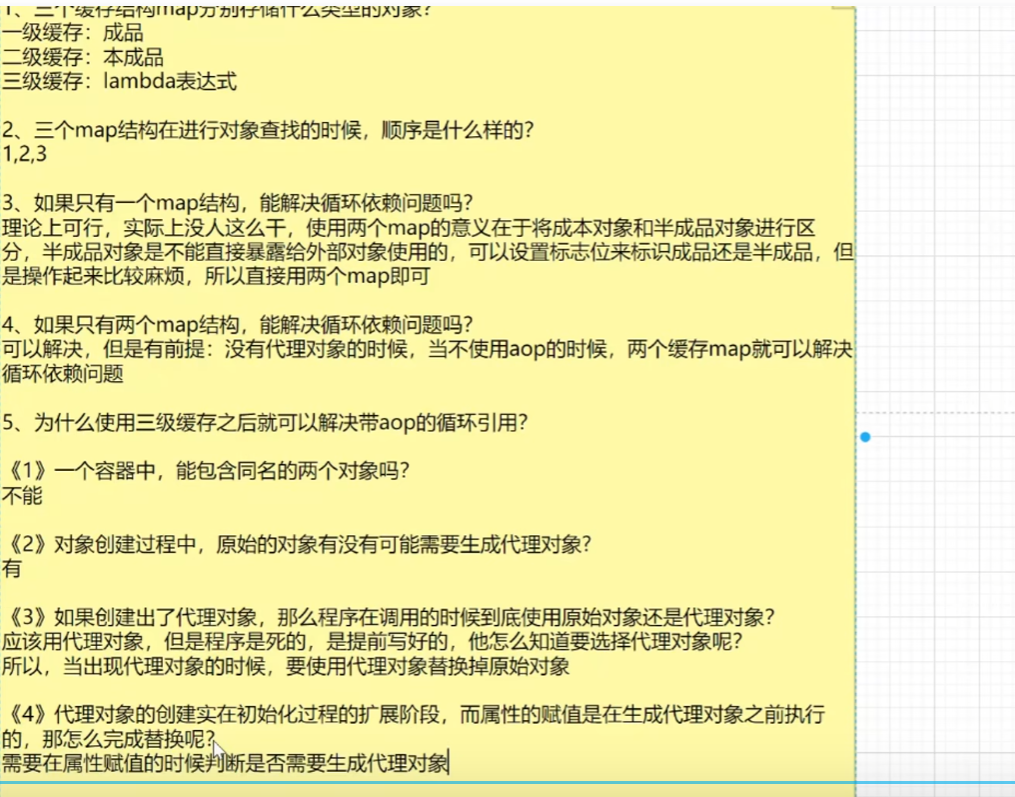 1、三个缓存结构map分别存储什么类型的对象？
一级缓存：成品
二级缓存：本成品
三级缓存：lambda表达式
2、三个map结构在进行对象查找的时候，顺序是什么样的？
1,2,3
3、如果只有一个map结构，能解决循环依赖问题吗？
理论上可行，实际上没人这么干，使用两个map的意义在于将成本对象和半成品对象进行区
分，半成品对象是不能直接暴露给外部对象使用的，可以设置标志位来标识成品还是半成品，但
是操作起来比较麻烦，所以直接用两个map即可
4、如果只有两个map结构，能解决循环依赖问题吗？
可以解决，但是有前提：没有代理对象的时候，当不使用aop的时候，两个缓存map就可以解决
循环依赖问题
5、为什么使用三级缓存之后就可以解决带aop的循环引用？
《1》一个容器中，能包含同名的两个对象吗？
不能
《2》对象创建过程中，原始的对象有没有可能需要生成代理对象？
有
《3》如果创建出了代理对象，那么程序在调用的时候到底使用原始对象还是代理对象？
应该用代理对象，但是程序是死的，是提前写好的，他怎么知道要选择代理对象呢？
所以，当出现代理对象的时候，要使用代理对象替换掉原始对象
《4》代理对象的创建实在初始化过程的扩展阶段，而属性的赋值是在生成代理对象之前执行
的，那怎么完成替换呢？
需要在属性赋值的时候判断是否需要生成代理对象